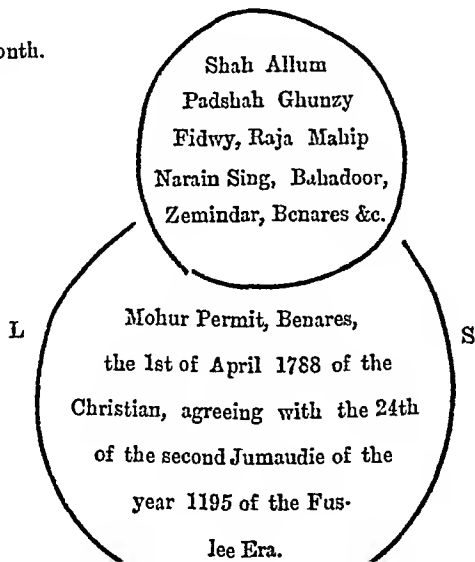 onth.
Shah Allum
Padshah Ghunzy
Fidwy, Raja Mahip
Narain Sing, Bahadoor,
Zemindar, Benares &c.
L
S
Mohur Permit, Benares,
the 1st of April 1788 of the
Christian, agreeing with the 24th
of the second Jumaudie of the
year 1195 of the Fus-
lee Era.